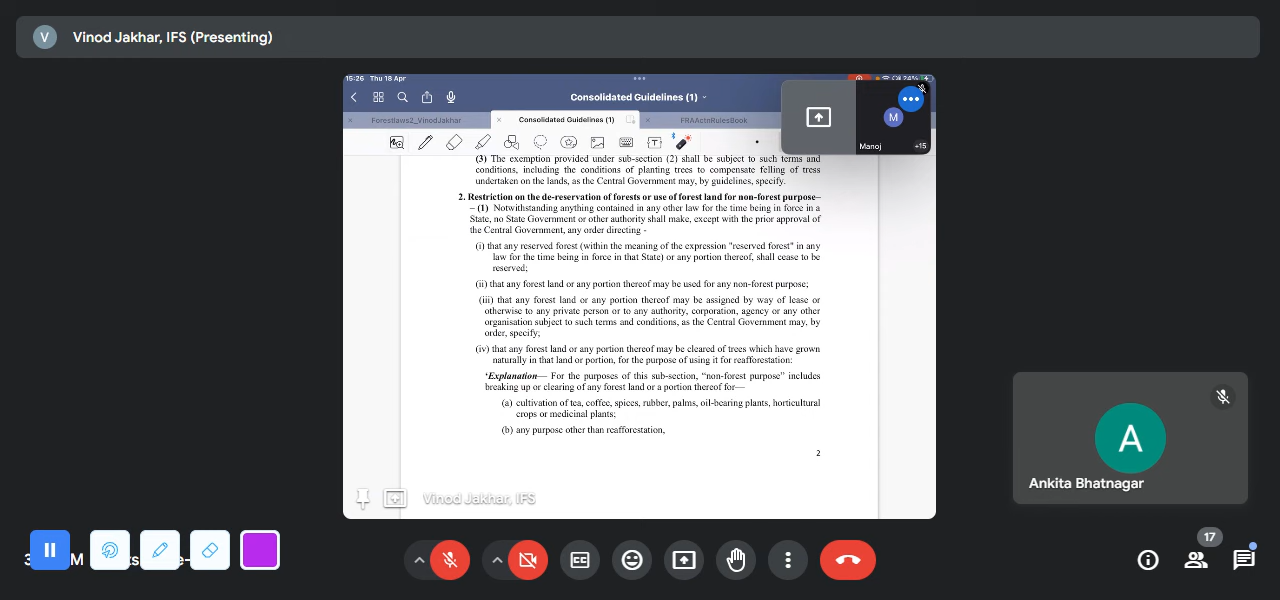 V
Vinod Jakhar, IFS (Presenting)
15:26 Thu 18 Apr
24%
Consolidated Guidelines (1)
Forestlaws2_VinodJakhar
Consolidated Guidelines (1)
FRAActnRulesBook
M
Manoj
+15
(3) The exemption provided under sub-section (2) shall be subject to such terms and
conditions, including the conditions of planting trees to compensate felling of tress
undertaken on the lands, as the Central Government may, by guidelines, specify.
2. Restriction on the de-reservation of forests or use of forest land for non-forest purpose–
– (1) Notwithstanding anything contained in any other law for the time being in force in a
State, no State Government or other authority shall make, except with the prior approval of
the Central Government, any order directing -
(i) that any reserved forest (within the meaning of the expression "reserved forest" in any
law for the time being in force in that State) or any portion thereof, shall cease to be
reserved;
(ii) that any forest land or any portion thereof may be used for any non-forest purpose;
(iii) that any forest land or any portion thereof may be assigned by way of lease or
otherwise to any private person or to any authority, corporation, agency or any other
organisation subject to such terms and conditions, as the Central Government may, by
order, specify;
(iv) that any forest land or any portion thereof may be cleared of trees which have grown
naturally in that land or portion, for the purpose of using it for reafforestation:
'Explanation— For the purposes of this sub-section, “non-forest purpose” includes
breaking up or clearing of any forest land or a portion thereof for—
(a) cultivation of tea, coffee, spices, rubber, palms, oil-bearing plants, horticultural
crops or medicinal plants;
(b) any purpose other than reafforestation,
2
Vinod Jakhar, IFS
A
Ankita Bhatnagar
17
CC